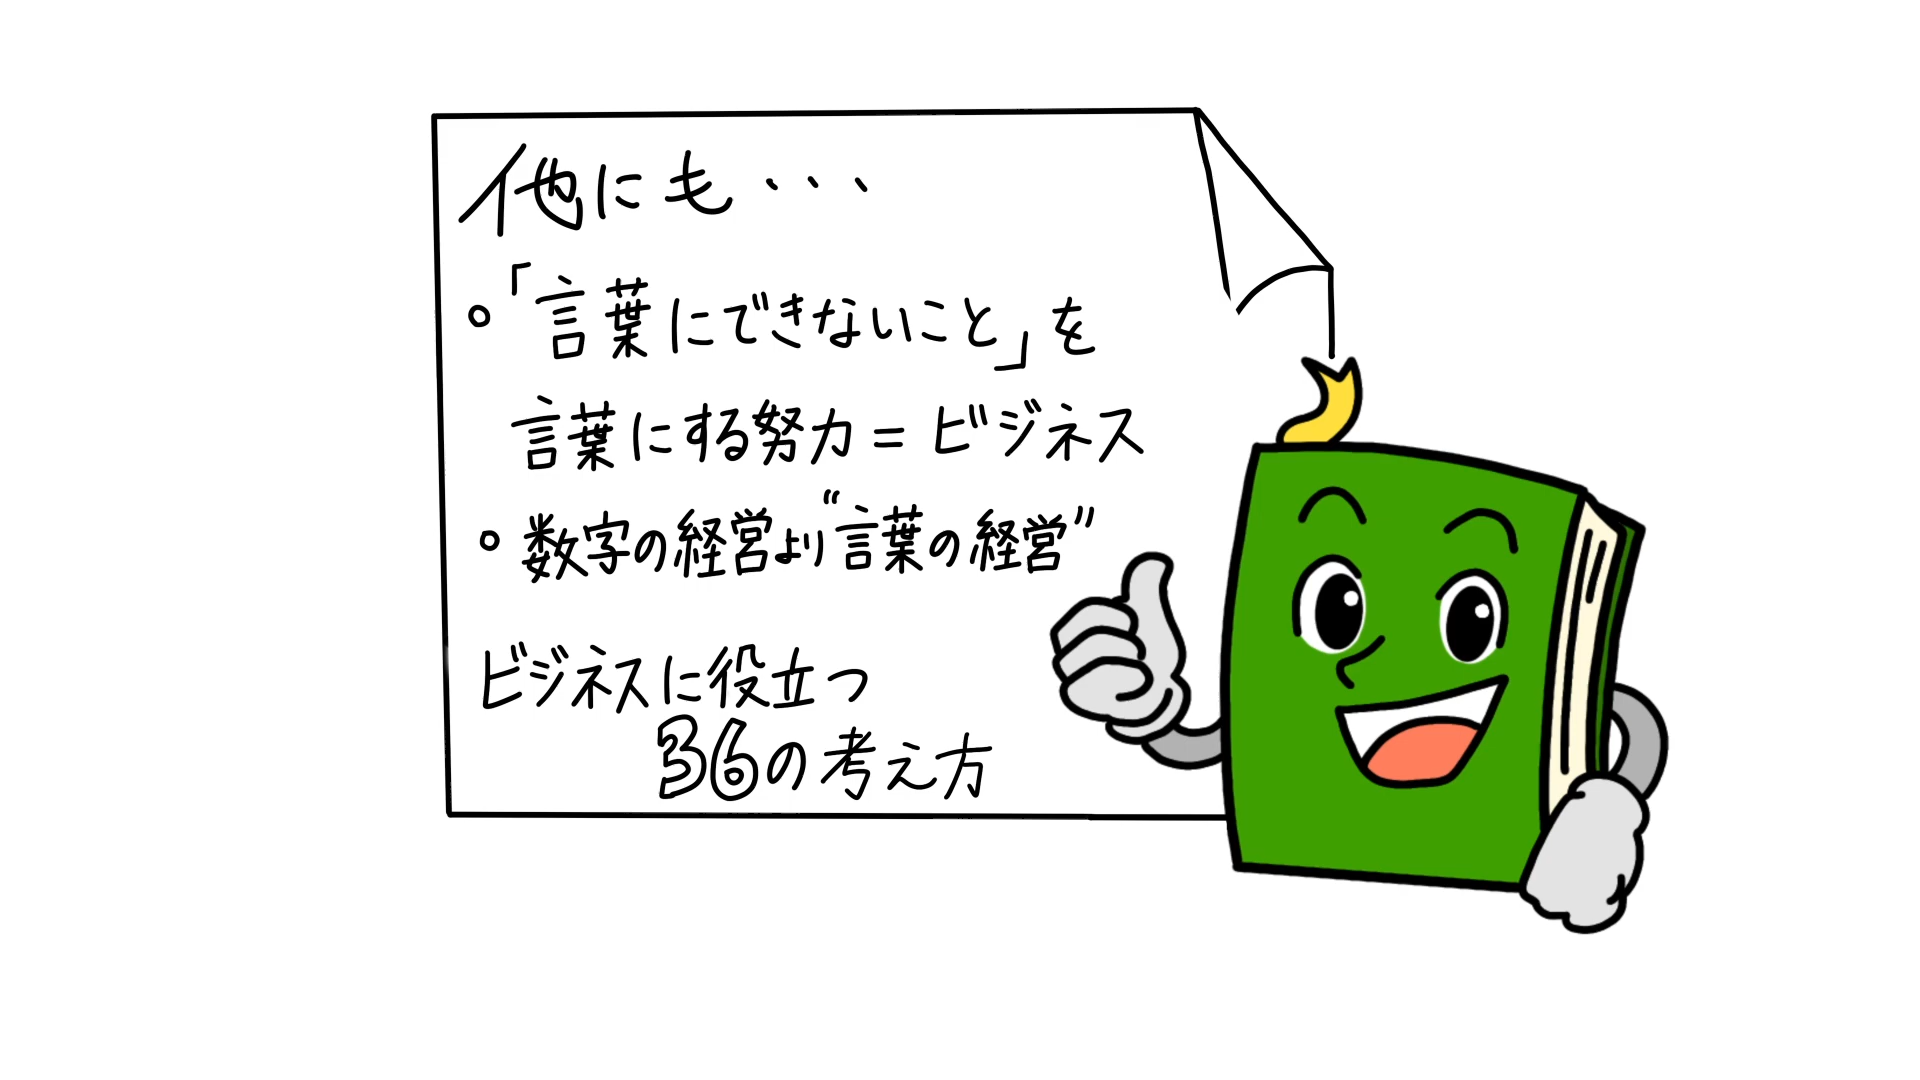 他にも・・・
。「言葉にできないこと」を
言葉にする努力=ビジネス
。数字の経営より“言葉の経営”
ビジネスに役立つ
36の考え方